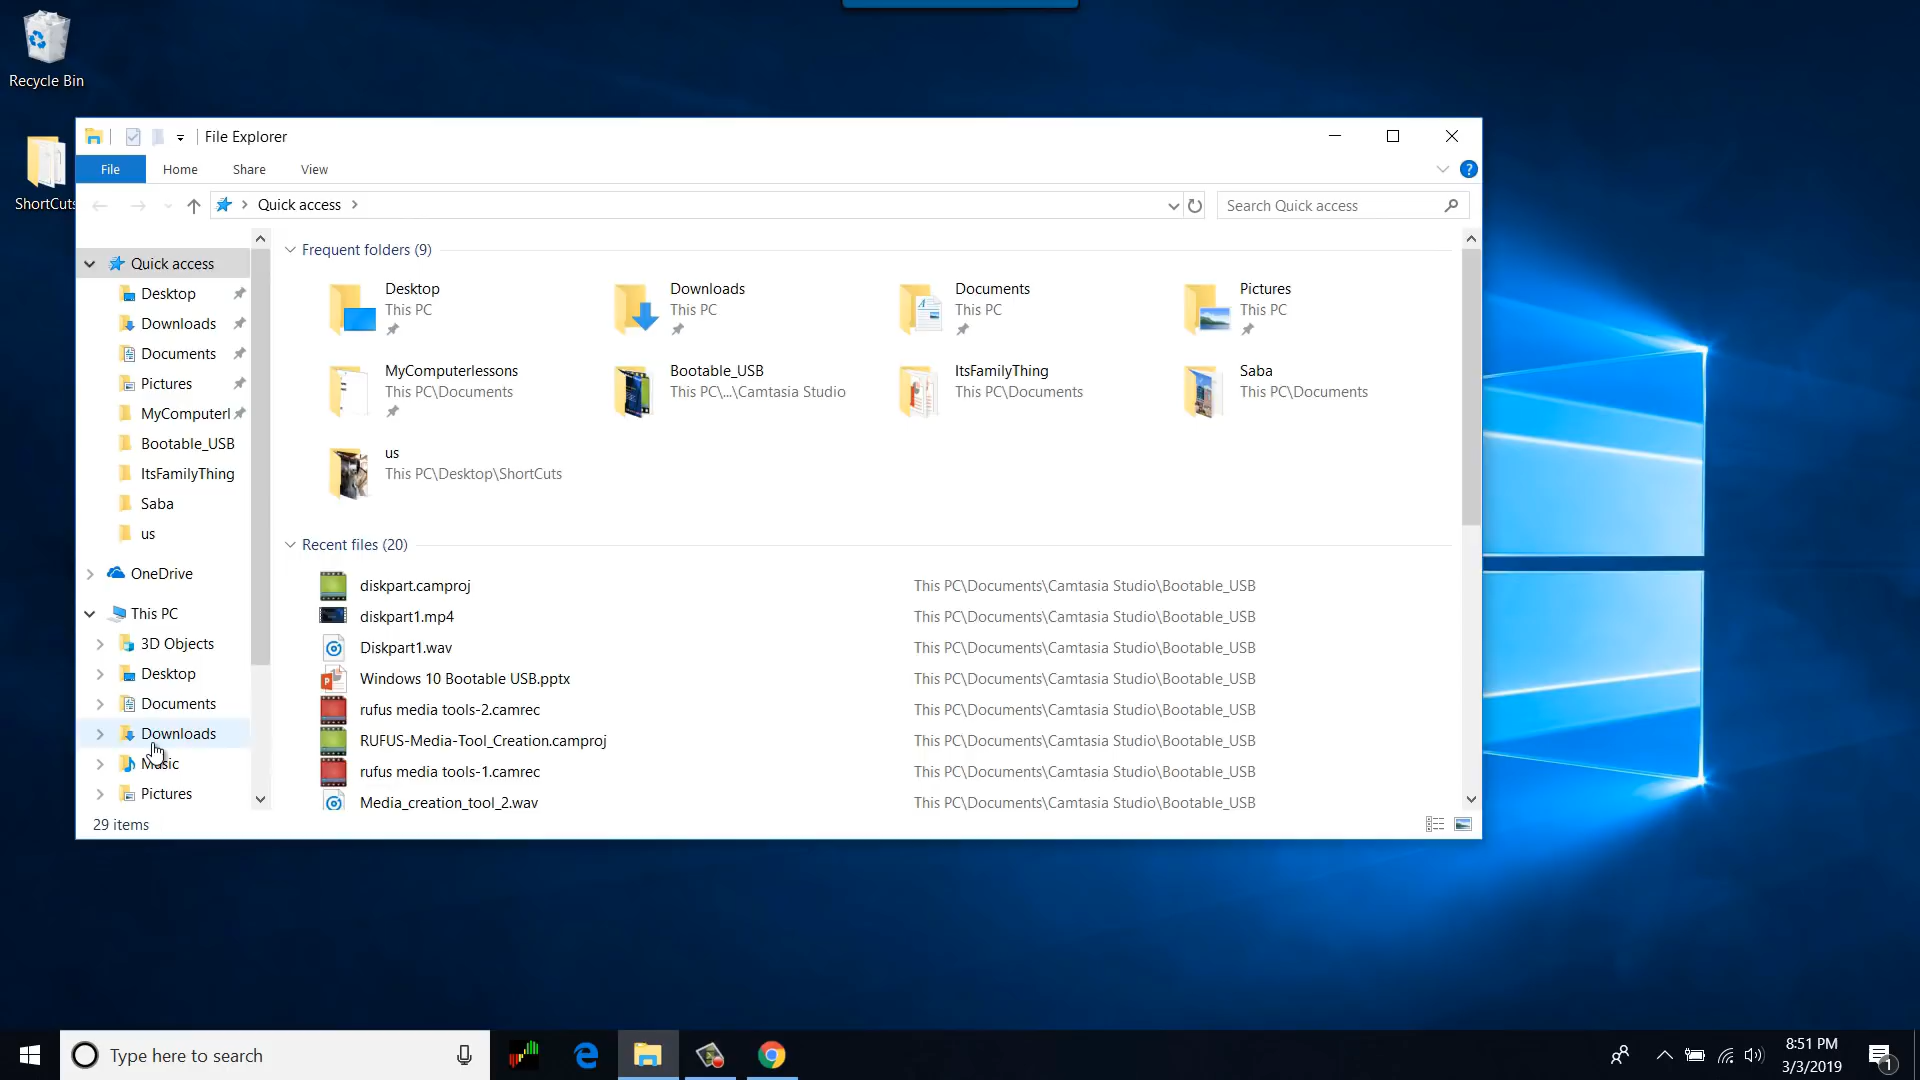 Recycle Bin
ShortCuts
File Explorer
File Home Share View
?
Quick access
Search Quick access
Quick access
Desktop
Downloads
Documents
Pictures
MyComputerl
Bootable_USB
ItsFamilyThing
Saba
us
OneDrive
This PC
3D Objects
Desktop
Documents
Downloads
Music
Pictures
Frequent folders (9)
Desktop
This PC
Downloads
This PC
Documents
This PC
Pictures
This PC
MyComputerlessons
This PC\Documents
Bootable_USB
This PC\...\Camtasia Studio
ItsFamilyThing
This PC\Documents
Saba
This PC\Documents
us
This PC\Desktop\ShortCuts
Recent files (20)
diskpart.camproj This PC\Documents\Camtasia Studio\Bootable_USB
diskpart1.mp4 This PC\Documents\Camtasia Studio\Bootable_USB
Diskpart1.wav This PC\Documents\Camtasia Studio\Bootable_USB
Windows 10 Bootable USB.pptx This PC\Documents\Camtasia Studio\Bootable_USB
rufus media tools-2.camrec This PC\Documents\Camtasia Studio\Bootable_USB
RUFUS-Media-Tool_Creation.camproj This PC\Documents\Camtasia Studio\Bootable_USB
rufus media tools-1.camrec This PC\Documents\Camtasia Studio\Bootable_USB
Media_creation_tool_2.wav This PC\Documents\Camtasia Studio\Bootable_USB
29 items
Type here to search
8:51 PM
3/3/2019
1